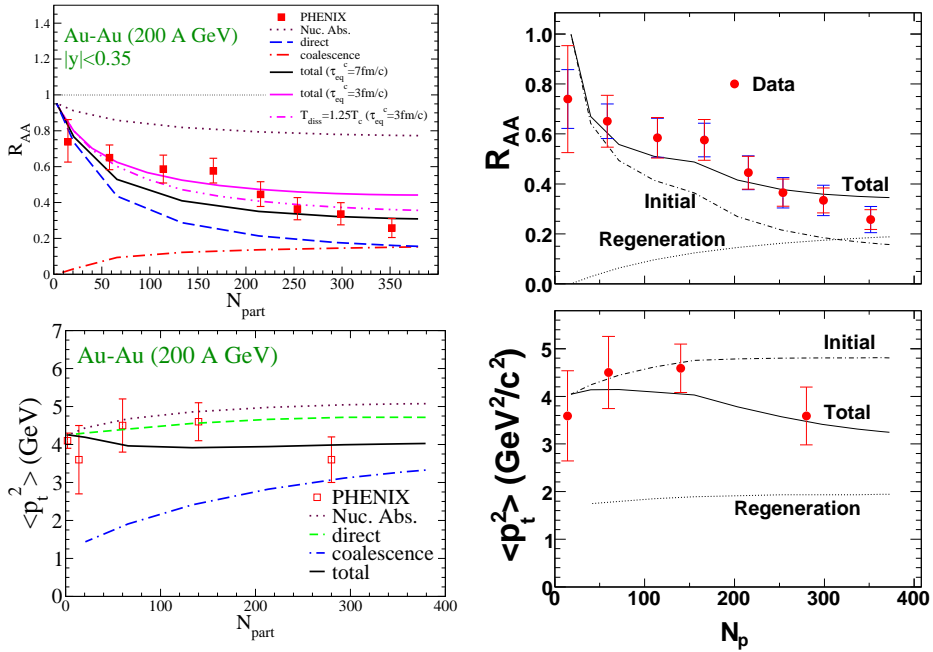 Au-Au (200 A GeV)
|y|<0.35
PHENIX
Nuc. Abs.
direct
coalescence
total (τ_eq^c=7fm/c)
total (τ_eq^c=3fm/c)
T_diss=1.25T_c (τ_eq^c=3fm/c)
R_AA
1.4
1.2
1
0.8
0.6
0.4
0.2
0
0 50 100 150 200 250 300 350 400
N_part
Data
Total
Initial
Regeneration
R_AA
1.0
0.8
0.6
0.4
0.2
0.0
Au-Au (200 A GeV)
PHENIX
Nuc. Abs.
direct
coalescence
total
<p_t^2> (GeV)
7
6
5
4
3
2
1
0
0 100 200 300 400
N_part
Initial
Total
Regeneration
<p_t^2> (GeV^2/c^2)
5
4
3
2
1
0
0 100 200 300 400
N_p